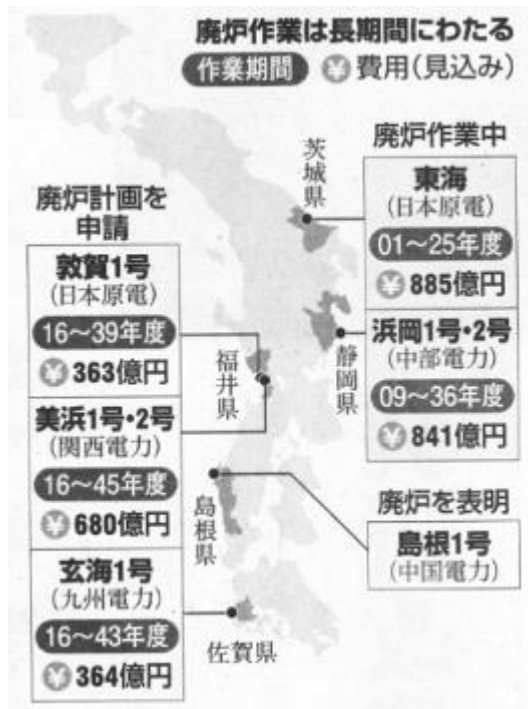 廃炉作業は長期間にわたる
作業期間 ¥費用(見込み)
廃炉作業中
茨城県
東海
(日本原電)
01〜25年度
¥885億円
浜岡1号・2号
(中部電力)
09〜36年度
¥841億円
静岡県
廃炉計画を
申請
敦賀1号
(日本原電)
16〜39年度
¥363億円
福井県
美浜1号・2号
(関西電力)
16〜45年度
¥680億円
島根県
廃炉を表明
島根1号
(中国電力)
玄海1号
(九州電力)
16〜43年度
¥364億円
佐賀県